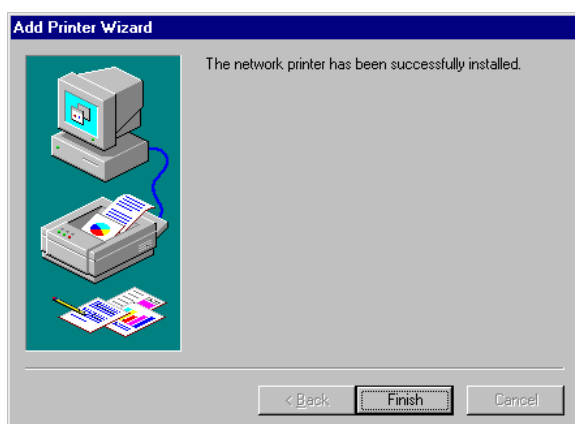 Add Printer Wizard
The network printer has been successfully installed.
< Back Finish Cancel